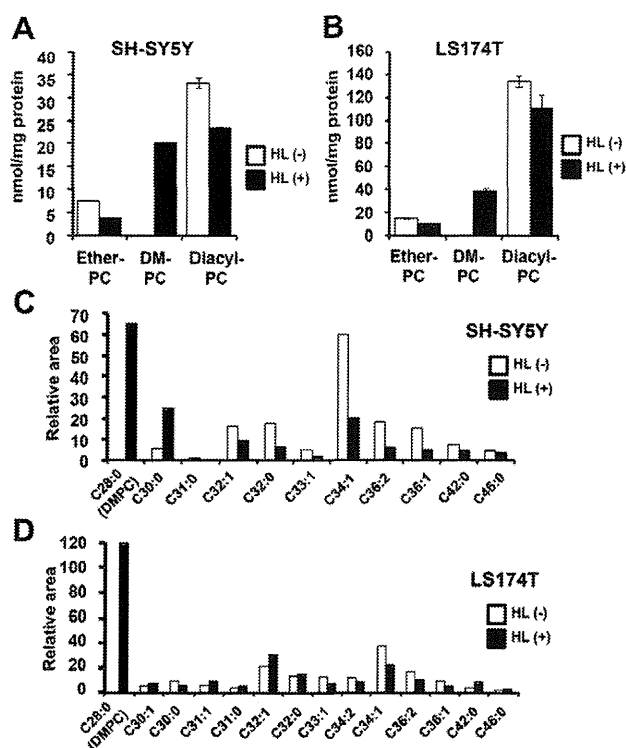 A
SH-SY5Y
nmol/mg protein
40
35
30
25
20
15
10
5
0
HL (-)
HL (+)
Ether-PC
DM-PC
Diacyl-PC
B
LS174T
nmol/mg protein
160
140
120
100
80
60
40
20
0
HL (-)
HL (+)
Ether-PC
DM-PC
Diacyl-PC
C
SH-SY5Y
Relative area
70
60
50
40
30
20
10
0
HL (-)
HL (+)
C28:0 (DMPC)
C30:0
C31:0
C32:1
C32:0
C33:1
C34:1
C36:2
C36:1
C42:0
C46:0
D
LS174T
Relative area
120
100
80
60
40
20
0
HL (-)
HL (+)
C28:0 (DMPC)
C30:1
C30:0
C31:1
C31:0
C32:1
C32:0
C33:1
C34:2
C34:1
C36:2
C36:1
C42:0
C46:0